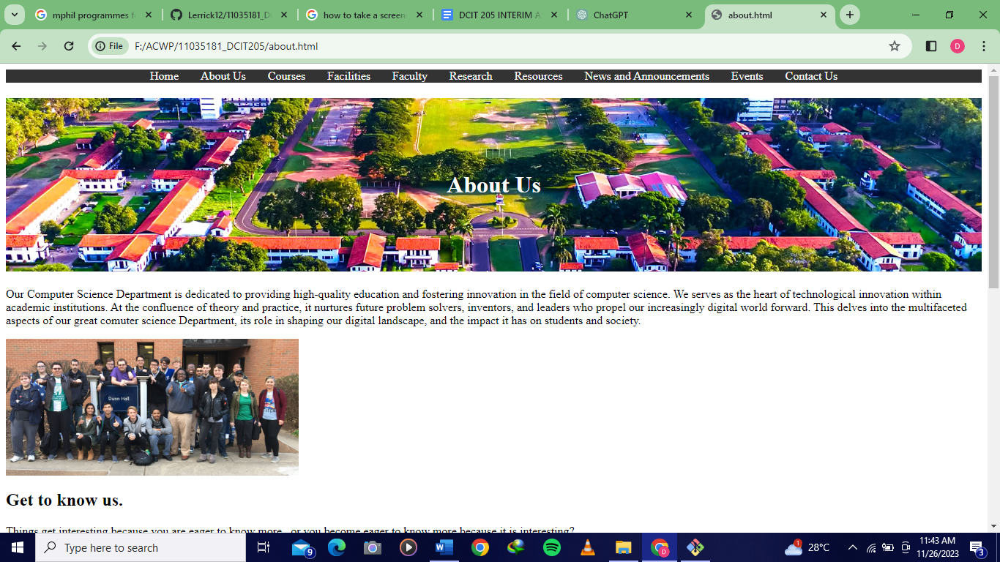 mphil programmes f
Lerrick12/11035181_D
how to take a screen
DCIT 205 INTERIM A
ChatGPT
about.html
File
F:/ACWP/11035181_DCIT205/about.html
D
Home About Us Courses Facilities Faculty Research Resources News and Announcements Events Contact Us
About Us
Our Computer Science Department is dedicated to providing high-quality education and fostering innovation in the field of computer science. We serves as the heart of technological innovation within
academic institutions. At the confluence of theory and practice, it nurtures future problem solvers, inventors, and leaders who propel our increasingly digital world forward. This delves into the multifaceted
aspects of our great comuter science Department, its role in shaping our digital landscape, and the impact it has on students and society.
Dunn Hall
Get to know us.
Things get interesting because you are eager to know more...or you become eager to know more because it is interesting?
Type here to search
9
W
D
1
28°C
11:43 AM
11/26/2023
3